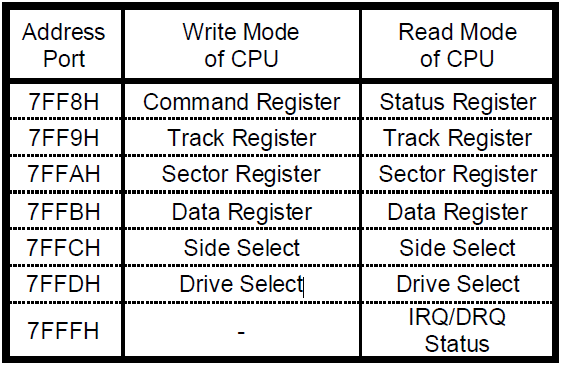 Address Port Write Mode of CPU Read Mode of CPU
7FF8H Command Register Status Register
7FF9H Track Register Track Register
7FFAH Sector Register Sector Register
7FFBH Data Register Data Register
7FFCH Side Select Side Select
7FFDH Drive Select Drive Select
7FFFH - IRQ/DRQ Status